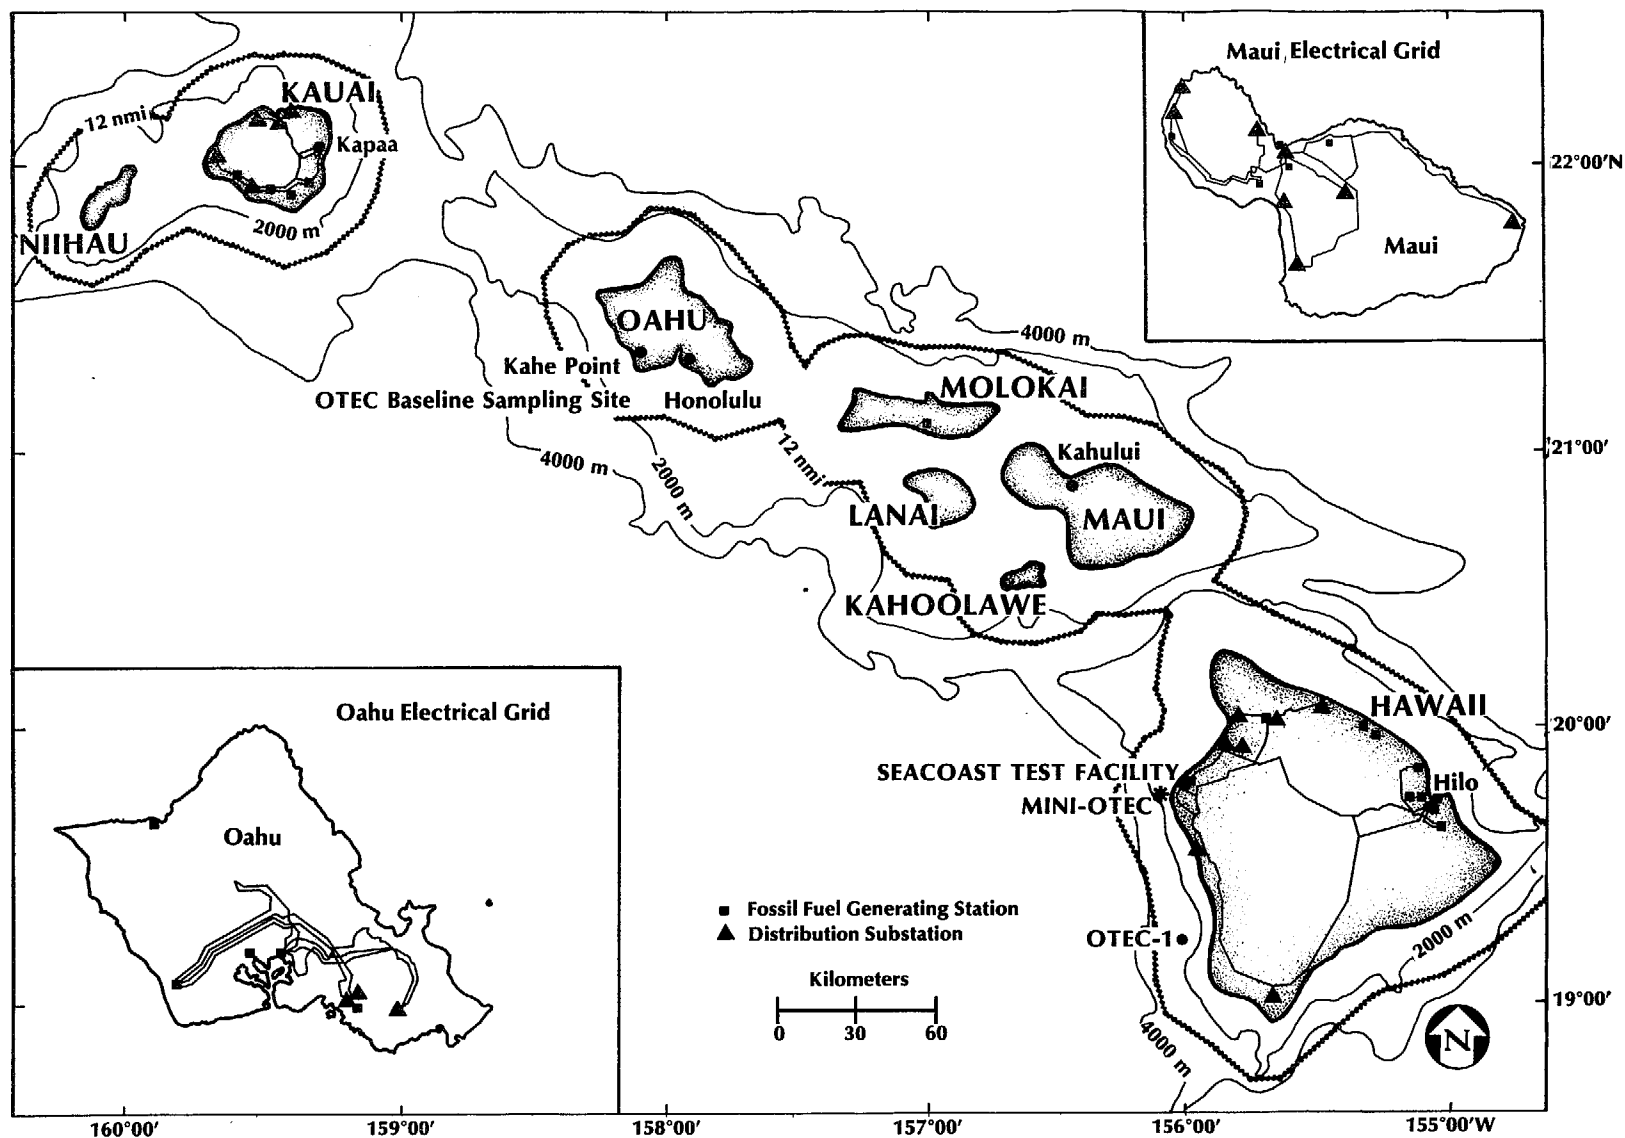 Maui Electrical Grid
KAUAI
12 nmi
Kapaa
22°00'N
NIIHAU
2000 m
Maui
OAHU
4000 m
Kahe Point
OTEC Baseline Sampling Site
Honolulu
MOLOKAI
12 nmi
Kahului
21°00'
4000 m
2000 m
LANAI
MAUI
KAHOOLAWE
Oahu Electrical Grid
HAWAII
20°00'
SEACOAST TEST FACILITY
MINI-OTEC
Hilo
Oahu
Fossil Fuel Generating Station
Distribution Substation
OTEC-1
2000 m
Kilometers
0 30 60
19°00'
4000 m
N
160°00' 159°00' 158°00' 157°00' 156°00' 155°00'W